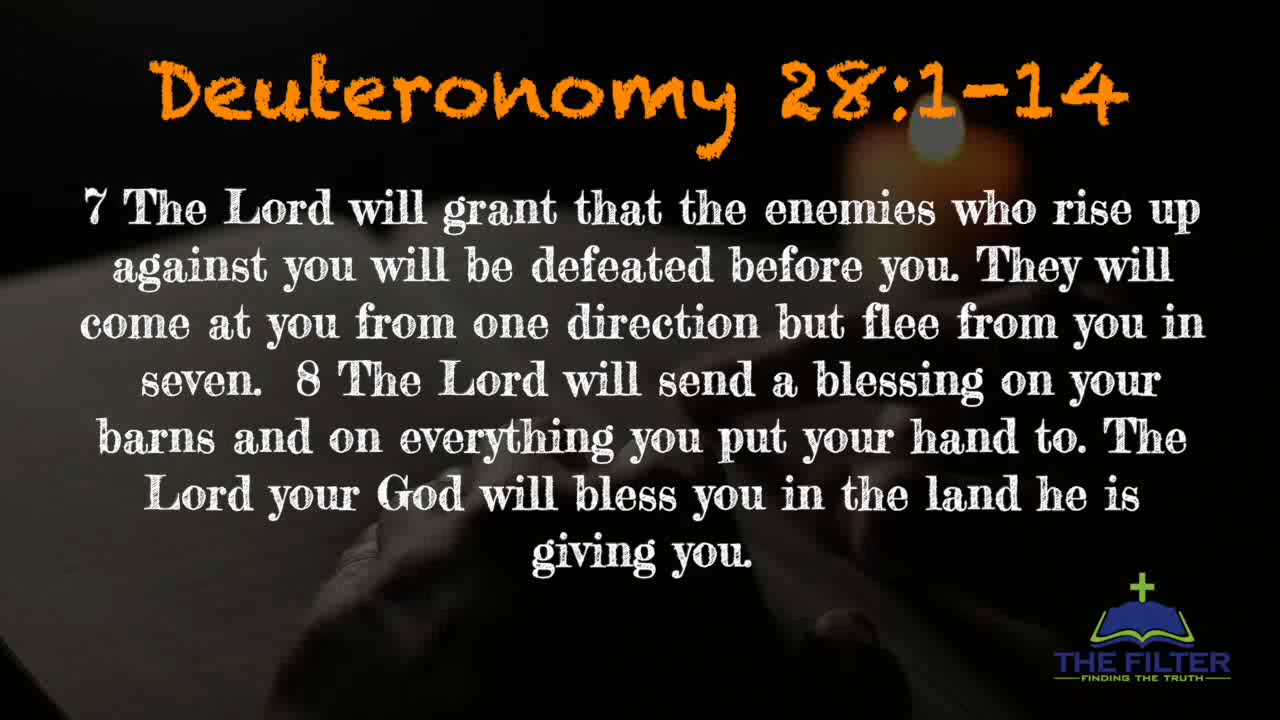 Deuteronomy 28:1-14
7 The Lord will grant that the enemies who rise up
against you will be defeated before you. They will
come at you from one direction but flee from you in
seven.  8 The Lord will send a blessing on your
barns and on everything you put your hand to. The
Lord your God will bless you in the land he is
giving you.
THE FILTER
FINDING THE TRUTH